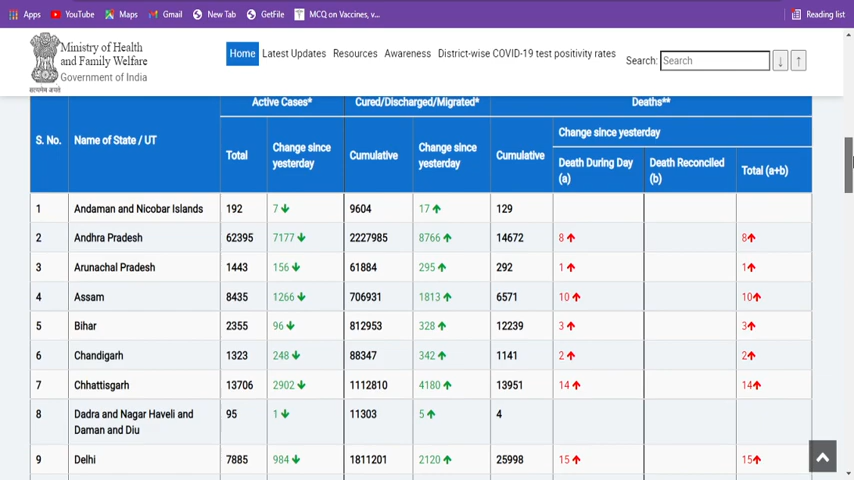 Apps YouTube Maps Gmail New Tab GetFile MCQ on Vaccines, v... Reading list
Ministry of Health
and Family Welfare
Government of India
सत्यमेव जयते
Home Latest Updates Resources Awareness District-wise COVID-19 test positivity rates Search: Search ↓ ↑
Active Cases* Cured/Discharged/Migrated* Deaths**
S. No. Name of State / UT Total Change since yesterday Cumulative Change since yesterday Cumulative Change since yesterday
Death During Day (a) Death Reconciled (b) Total (a+b)
1 Andaman and Nicobar Islands 192 7↓ 9604 17↑ 129
2 Andhra Pradesh 62395 7177↓ 2227985 8766↑ 14672 8↑ 8↑
3 Arunachal Pradesh 1443 156↓ 61884 295↑ 292 1↑ 1↑
4 Assam 8435 1266↓ 706931 1813↑ 6571 10↑ 10↑
5 Bihar 2355 96↓ 812953 328↑ 12239 3↑ 3↑
6 Chandigarh 1323 248↓ 88347 342↑ 1141 2↑ 2↑
7 Chhattisgarh 13706 2902↓ 1112810 4180↑ 13951 14↑ 14↑
8 Dadra and Nagar Haveli and Daman and Diu 95 1↓ 11303 5↑ 4
9 Delhi 7885 984↓ 1811201 2120↑ 25998 15↑ 15↑